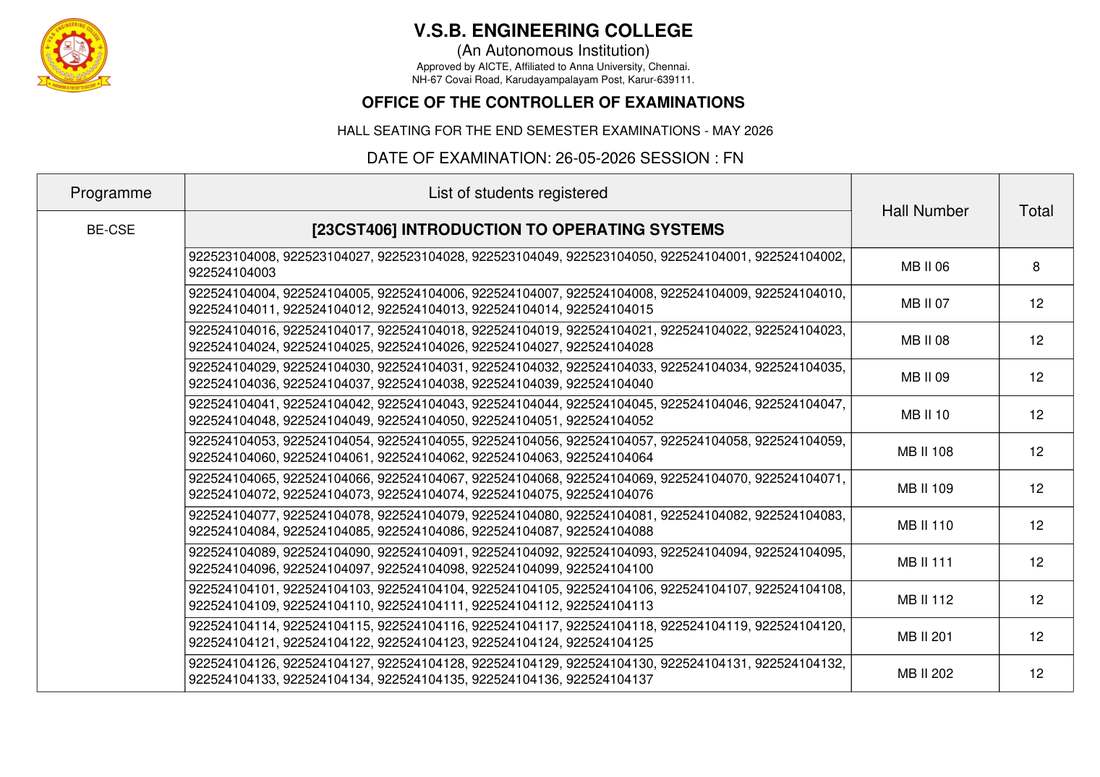 V.S.B. ENGINEERING COLLEGE
(An Autonomous Institution)
Approved by AICTE, Affiliated to Anna University, Chennai.
NH-67 Covai Road, Karudayampalayam Post, Karur-639111.
OFFICE OF THE CONTROLLER OF EXAMINATIONS
HALL SEATING FOR THE END SEMESTER EXAMINATIONS - MAY 2026
DATE OF EXAMINATION: 26-05-2026 SESSION : FN
Programme List of students registered Hall Number Total
BE-CSE [23CST406] INTRODUCTION TO OPERATING SYSTEMS
922523104008, 922523104027, 922523104028, 922523104049, 922523104050, 922524104001, 922524104002,
922524104003 MB II 06 8
922524104004, 922524104005, 922524104006, 922524104007, 922524104008, 922524104009, 922524104010,
922524104011, 922524104012, 922524104013, 922524104014, 922524104015 MB II 07 12
922524104016, 922524104017, 922524104018, 922524104019, 922524104021, 922524104022, 922524104023,
922524104024, 922524104025, 922524104026, 922524104027, 922524104028 MB II 08 12
922524104029, 922524104030, 922524104031, 922524104032, 922524104033, 922524104034, 922524104035,
922524104036, 922524104037, 922524104038, 922524104039, 922524104040 MB II 09 12
922524104041, 922524104042, 922524104043, 922524104044, 922524104045, 922524104046, 922524104047,
922524104048, 922524104049, 922524104050, 922524104051, 922524104052 MB II 10 12
922524104053, 922524104054, 922524104055, 922524104056, 922524104057, 922524104058, 922524104059,
922524104060, 922524104061, 922524104062, 922524104063, 922524104064 MB II 108 12
922524104065, 922524104066, 922524104067, 922524104068, 922524104069, 922524104070, 922524104071,
922524104072, 922524104073, 922524104074, 922524104075, 922524104076 MB II 109 12
922524104077, 922524104078, 922524104079, 922524104080, 922524104081, 922524104082, 922524104083,
922524104084, 922524104085, 922524104086, 922524104087, 922524104088 MB II 110 12
922524104089, 922524104090, 922524104091, 922524104092, 922524104093, 922524104094, 922524104095,
922524104096, 922524104097, 922524104098, 922524104099, 922524104100 MB II 111 12
922524104101, 922524104103, 922524104104, 922524104105, 922524104106, 922524104107, 922524104108,
922524104109, 922524104110, 922524104111, 922524104112, 922524104113 MB II 112 12
922524104114, 922524104115, 922524104116, 922524104117, 922524104118, 922524104119, 922524104120,
922524104121, 922524104122, 922524104123, 922524104124, 922524104125 MB II 201 12
922524104126, 922524104127, 922524104128, 922524104129, 922524104130, 922524104131, 922524104132,
922524104133, 922524104134, 922524104135, 922524104136, 922524104137 MB II 202 12